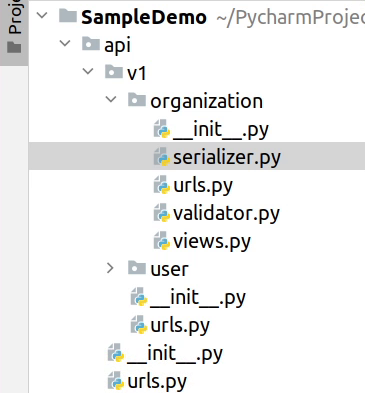 Proje
SampleDemo ~/PycharmProjec
api
v1
organization
__init__.py
serializer.py
urls.py
validator.py
views.py
user
__init__.py
urls.py
__init__.py
urls.py